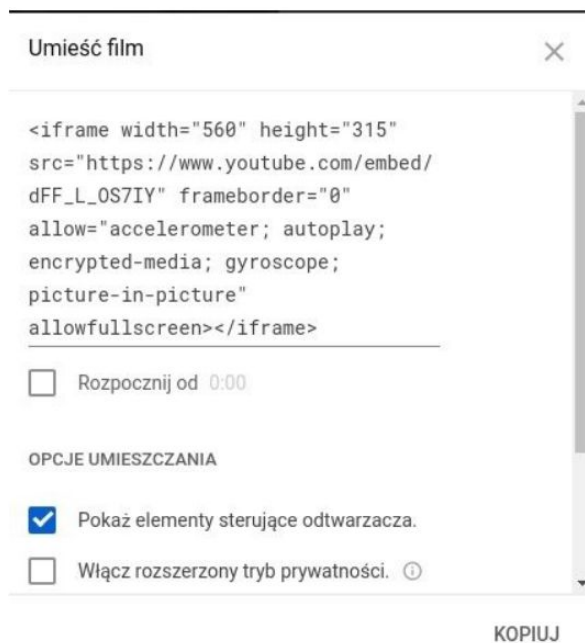 Umieść film
<iframe width="560" height="315"
src="https://www.youtube.com/embed/
dFF_L_OS7IY" frameborder="0"
allow="accelerometer; autoplay;
encrypted-media; gyroscope;
picture-in-picture"
allowfullscreen></iframe>
Rozpocznij od 0:00
OPCJE UMIESZCZANIA
Pokaż elementy sterujące odtwarzacza.
Włącz rozszerzony tryb prywatności.
KOPIUJ